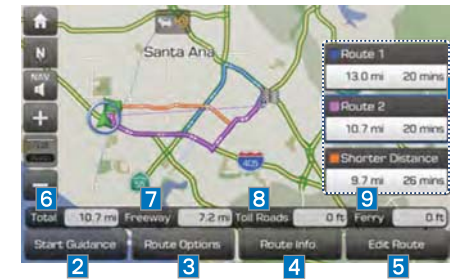 Santa Ana
N
NAV
Route 1
13.0 mi 20 mins
Route 2
10.7 mi 20 mins
Shorter Distance
9.7 mi 26 mins
405
6 7 8 9
Total 10.7 mi Freeway 7.2 mi Toll Roads 0 ft Ferry 0 ft
Start Guidance Route Options Route Info. Edit Route
2 3 4 5